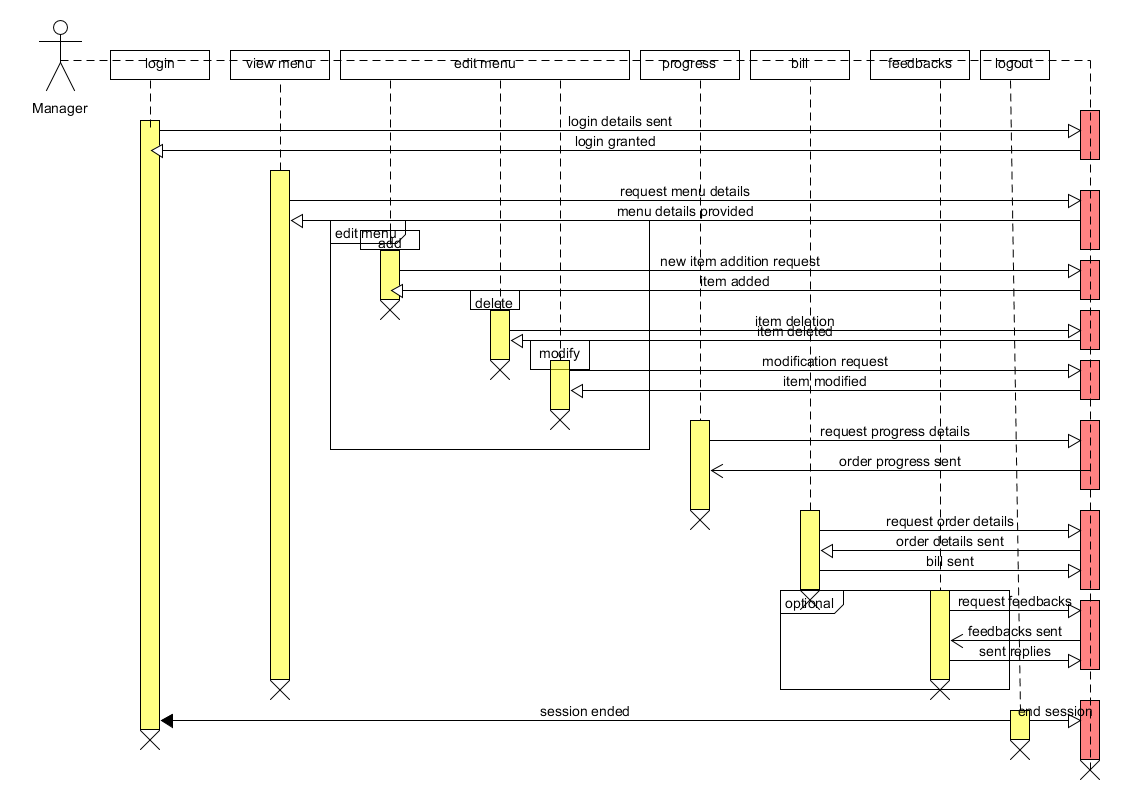 Manager
login
view menu
edit menu
progress
bill
feedbacks
logout
login details sent
login granted
request menu details
menu details provided
edit menu
add
new item addition request
item added
delete
item deletion
item deleted
modify
modification request
item modified
request progress details
order progress sent
request order details
order details sent
bill sent
optional
request feedbacks
feedbacks sent
sent replies
session ended
end session